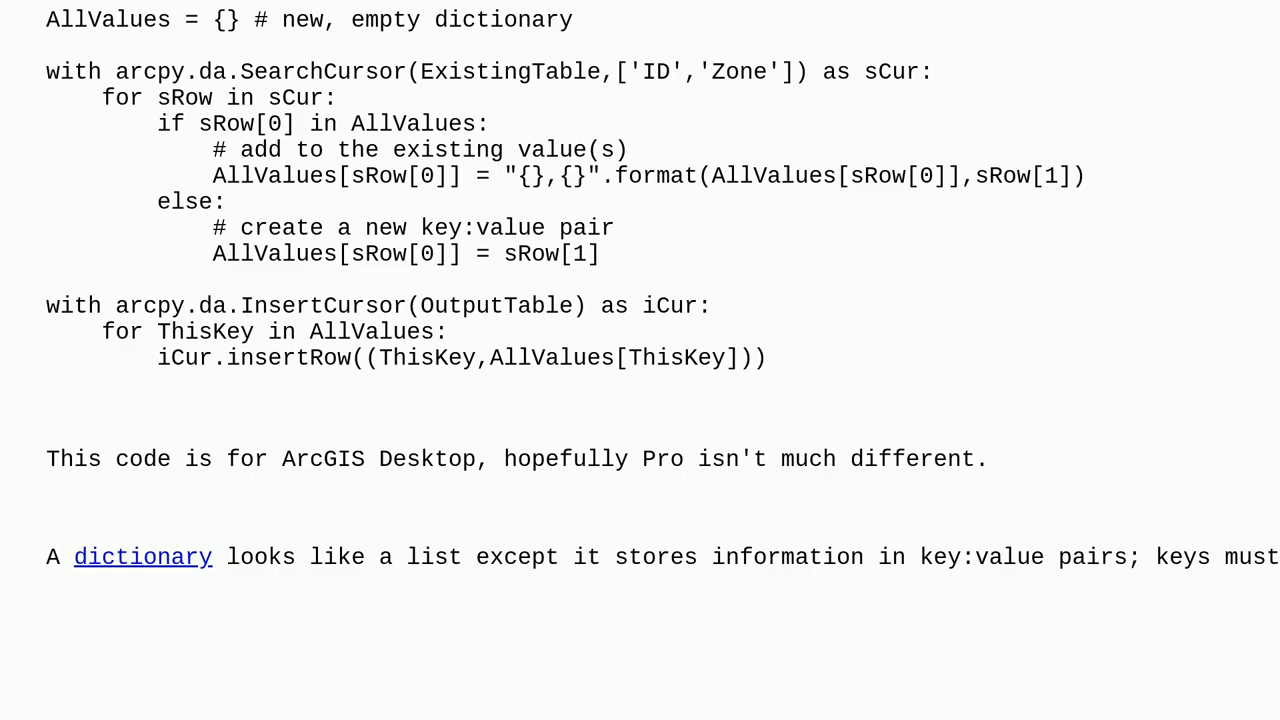 AllValues = {} # new, empty dictionary
with arcpy.da.SearchCursor(ExistingTable,['ID','Zone']) as sCur:
    for sRow in sCur:
        if sRow[0] in AllValues:
            # add to the existing value(s)
            AllValues[sRow[0]] = "{},{}".format(AllValues[sRow[0]],sRow[1])
        else:
            # create a new key:value pair
            AllValues[sRow[0]] = sRow[1]
with arcpy.da.InsertCursor(OutputTable) as iCur:
    for ThisKey in AllValues:
        iCur.insertRow((ThisKey,AllValues[ThisKey]))
This code is for ArcGIS Desktop, hopefully Pro isn't much different.
A dictionary looks like a list except it stores information in key:value pairs; keys must